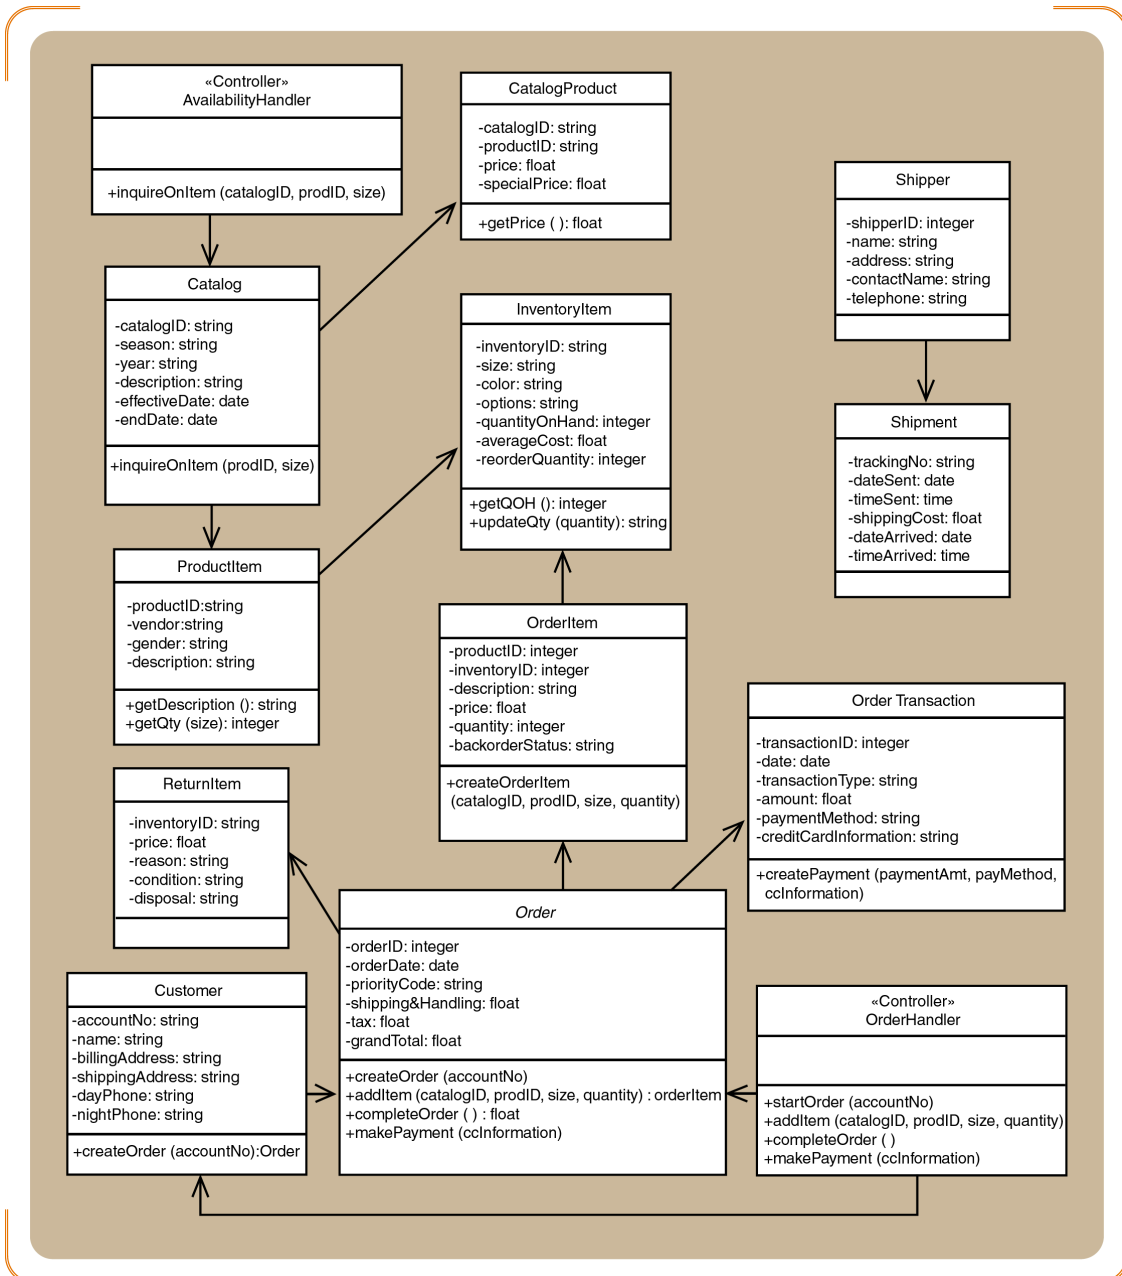 «Controller»
AvailabilityHandler
+inquireOnItem (catalogID, prodID, size)
CatalogProduct
-catalogID: string
-productID: string
-price: float
-specialPrice: float
+getPrice ( ): float
Shipper
-shipperID: integer
-name: string
-address: string
-contactName: string
-telephone: string
Catalog
-catalogID: string
-season: string
-year: string
-description: string
-effectiveDate: date
-endDate: date
+inquireOnItem (prodID, size)
InventoryItem
-inventoryID: string
-size: string
-color: string
-options: string
-quantityOnHand: integer
-averageCost: float
-reorderQuantity: integer
+getQOH (): integer
+updateQty (quantity): string
Shipment
-trackingNo: string
-dateSent: date
-timeSent: time
-shippingCost: float
-dateArrived: date
-timeArrived: time
ProductItem
-productID:string
-vendor:string
-gender: string
-description: string
+getDescription (): string
+getQty (size): integer
OrderItem
-productID: integer
-inventoryID: integer
-description: string
-price: float
-quantity: integer
-backorderStatus: string
+createOrderItem
(catalogID, prodID, size, quantity)
Order Transaction
-transactionID: integer
-date: date
-transactionType: string
-amount: float
-paymentMethod: string
-creditCardInformation: string
+createPayment (paymentAmt, payMethod,
ccInformation)
ReturnItem
-inventoryID: string
-price: float
-reason: string
-condition: string
-disposal: string
Order
-orderID: integer
-orderDate: date
-priorityCode: string
-shipping&Handling: float
-tax: float
-grandTotal: float
+createOrder (accountNo)
+addItem (catalogID, prodID, size, quantity) : orderItem
+completeOrder ( ) : float
+makePayment (ccInformation)
Customer
-accountNo: string
-name: string
-billingAddress: string
-shippingAddress: string
-dayPhone: string
-nightPhone: string
+createOrder (accountNo):Order
«Controller»
OrderHandler
+startOrder (accountNo)
+addItem (catalogID, prodID, size, quantity)
+completeOrder ( )
+makePayment (ccInformation)